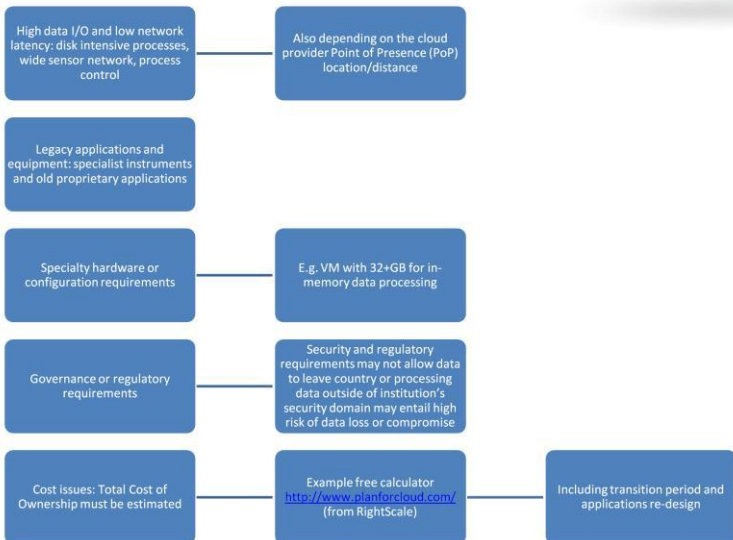 High data I/O and low network
latency: disk intensive processes,
wide sensor network, process
control
Also depending on the cloud
provider Point of Presence (PoP)
location/distance
Legacy applications and
equipment: specialist instruments
and old proprietary applications
Specialty hardware or
configuration requirements
E.g. VM with 32+GB for in-
memory data processing
Governance or regulatory
requirements
Security and regulatory
requirements may not allow data
to leave country or processing
data outside of institution's
security domain may entail high
risk of data loss or compromise
Cost issues: Total Cost of
Ownership must be estimated
Example free calculator
http://www.planforcloud.com/
(from RightScale)
Including transition period and
applications re-design